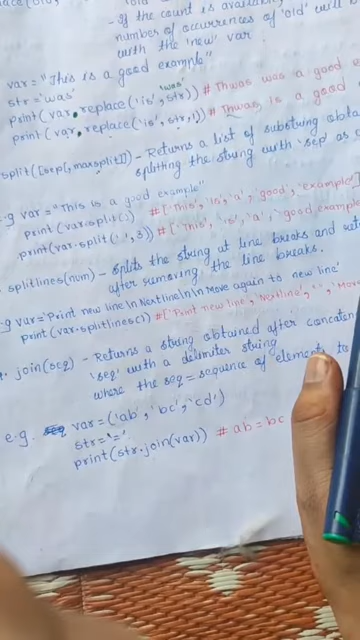 - If the count is available,
number of occurrences of 'old' will
with the 'new' var
var = "This is a good example"
str = 'was'
'was'
print(var.replace('is', str)) # Thwas was a good e
print(var.replace('is', str, 1)) # Thwas is a good
split([sep[, maxsplit]]) - Returns a list of substring obta
splitting the string with 'sep' as
e.g var = "This is a good example"
print(var.split()) #['This', 'is', 'a', 'good', 'example']
print(var.split(' ', 3)) #['This', 'is', 'a', 'good example
splitlines(num) - splits the string at line breaks and
after removing the line breaks.
var = 'Print new line \n Nextline \n \n Move again to new line'
print(var.splitlines()) #['Print new line', 'Nextline', ' ', 'Move
join(seq) - Returns a string obtained after concaten
'seq' with a delimiter string
where the seq = sequence of elements to
e.g. var = ('ab', 'bc', 'cd')
str = '='
print(str.join(var)) # ab=bc